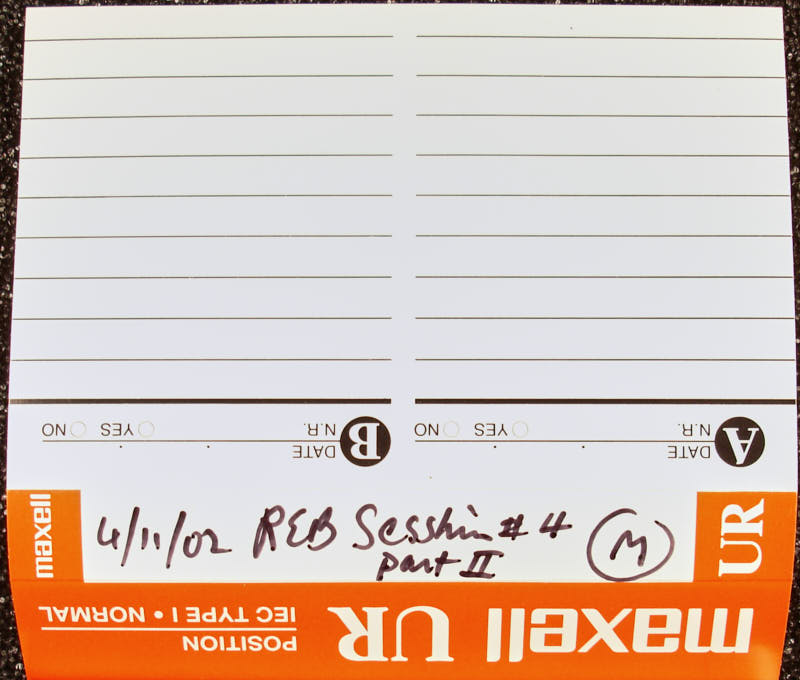 4/11/02 REB Session #4 M
part II
maxell
UR
maxell UR
POSITION
IEC TYPE I • NORMAL
A
DATE
N.R. YES NO
B
DATE
N.R. YES NO